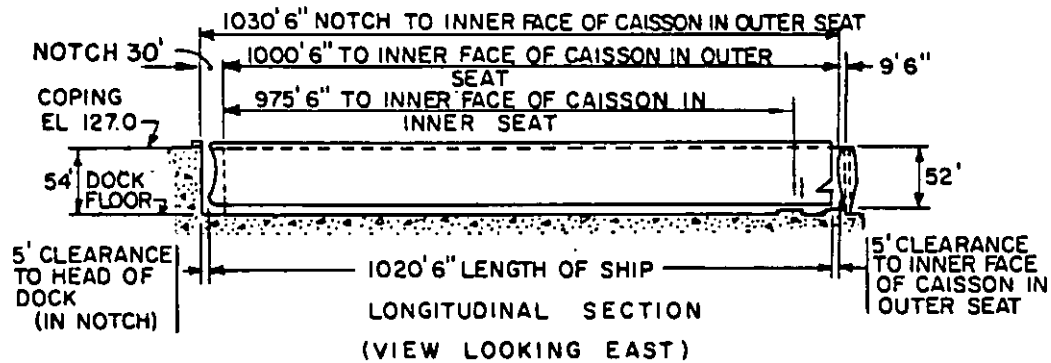 1030'6" NOTCH TO INNER FACE OF CAISSON IN OUTER SEAT
NOTCH 30'
1000'6" TO INNER FACE OF CAISSON IN OUTER
SEAT
9'6"
COPING
EL 127.0
975'6" TO INNER FACE OF CAISSON IN
INNER SEAT
54'
DOCK
FLOOR
52'
5' CLEARANCE
TO HEAD OF
DOCK
(IN NOTCH)
1020'6" LENGTH OF SHIP
5' CLEARANCE
TO INNER FACE
OF CAISSON IN
OUTER SEAT
LONGITUDINAL SECTION
(VIEW LOOKING EAST)